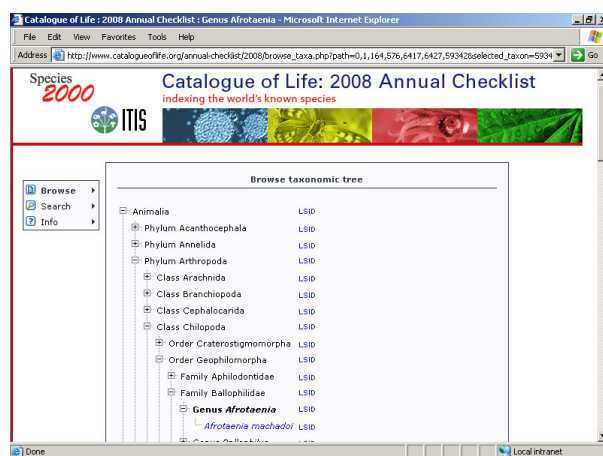 Catalogue of Life : 2008 Annual Checklist : Genus Afrotaenia - Microsoft Internet Explorer
File Edit View Favorites Tools Help
Address http://www.catalogueoflife.org/annual-checklist/2008/browse_taxa.php?path=0,1,164,576,6417,6427,59342&selected_taxon=5934 Go
Species
2000
ITIS
Catalogue of Life: 2008 Annual Checklist
indexing the world's known species
Browse
Search
Info
Browse taxonomic tree
Animalia LSID
Phylum Acanthocephala LSID
Phylum Annelida LSID
Phylum Arthropoda LSID
Class Arachnida LSID
Class Branchiopoda LSID
Class Cephalocarida LSID
Class Chilopoda LSID
Order Craterostigmomorpha LSID
Order Geophilomorpha LSID
Family Aphilodontidae LSID
Family Ballophilidae LSID
Genus Afrotaenia LSID
Afrotaenia machadoi LSID
Done Local intranet